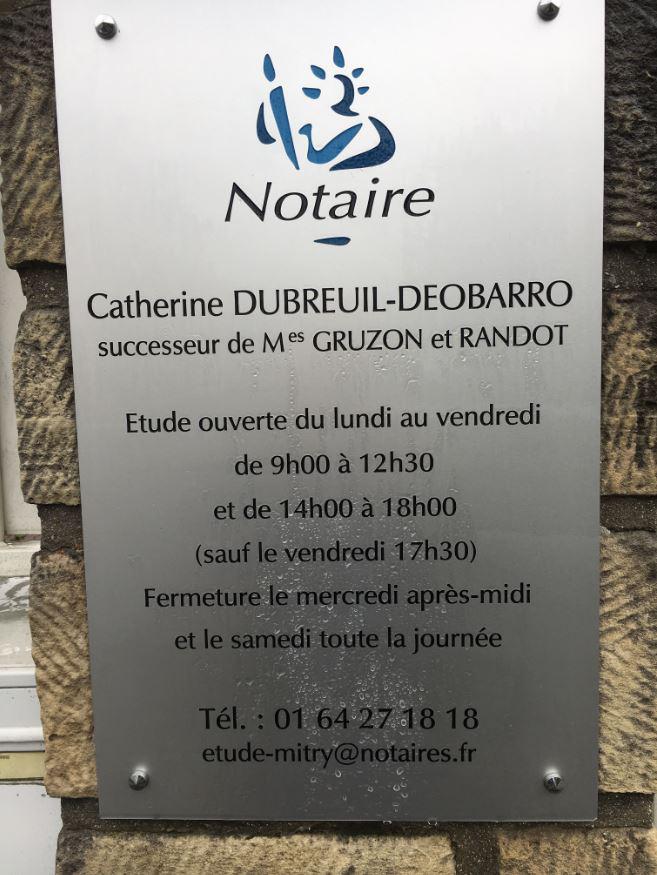 Notaire
Catherine DUBREUIL-DEOBARRO
successeur de Mes GRUZON et RANDOT
Etude ouverte du lundi au vendredi
de 9h00 à 12h30
et de 14h00 à 18h00
(sauf le vendredi 17h30)
Fermeture le mercredi après-midi
et le samedi toute la journée
Tél. : 01 64 27 18 18
etude-mitry@notaires.fr